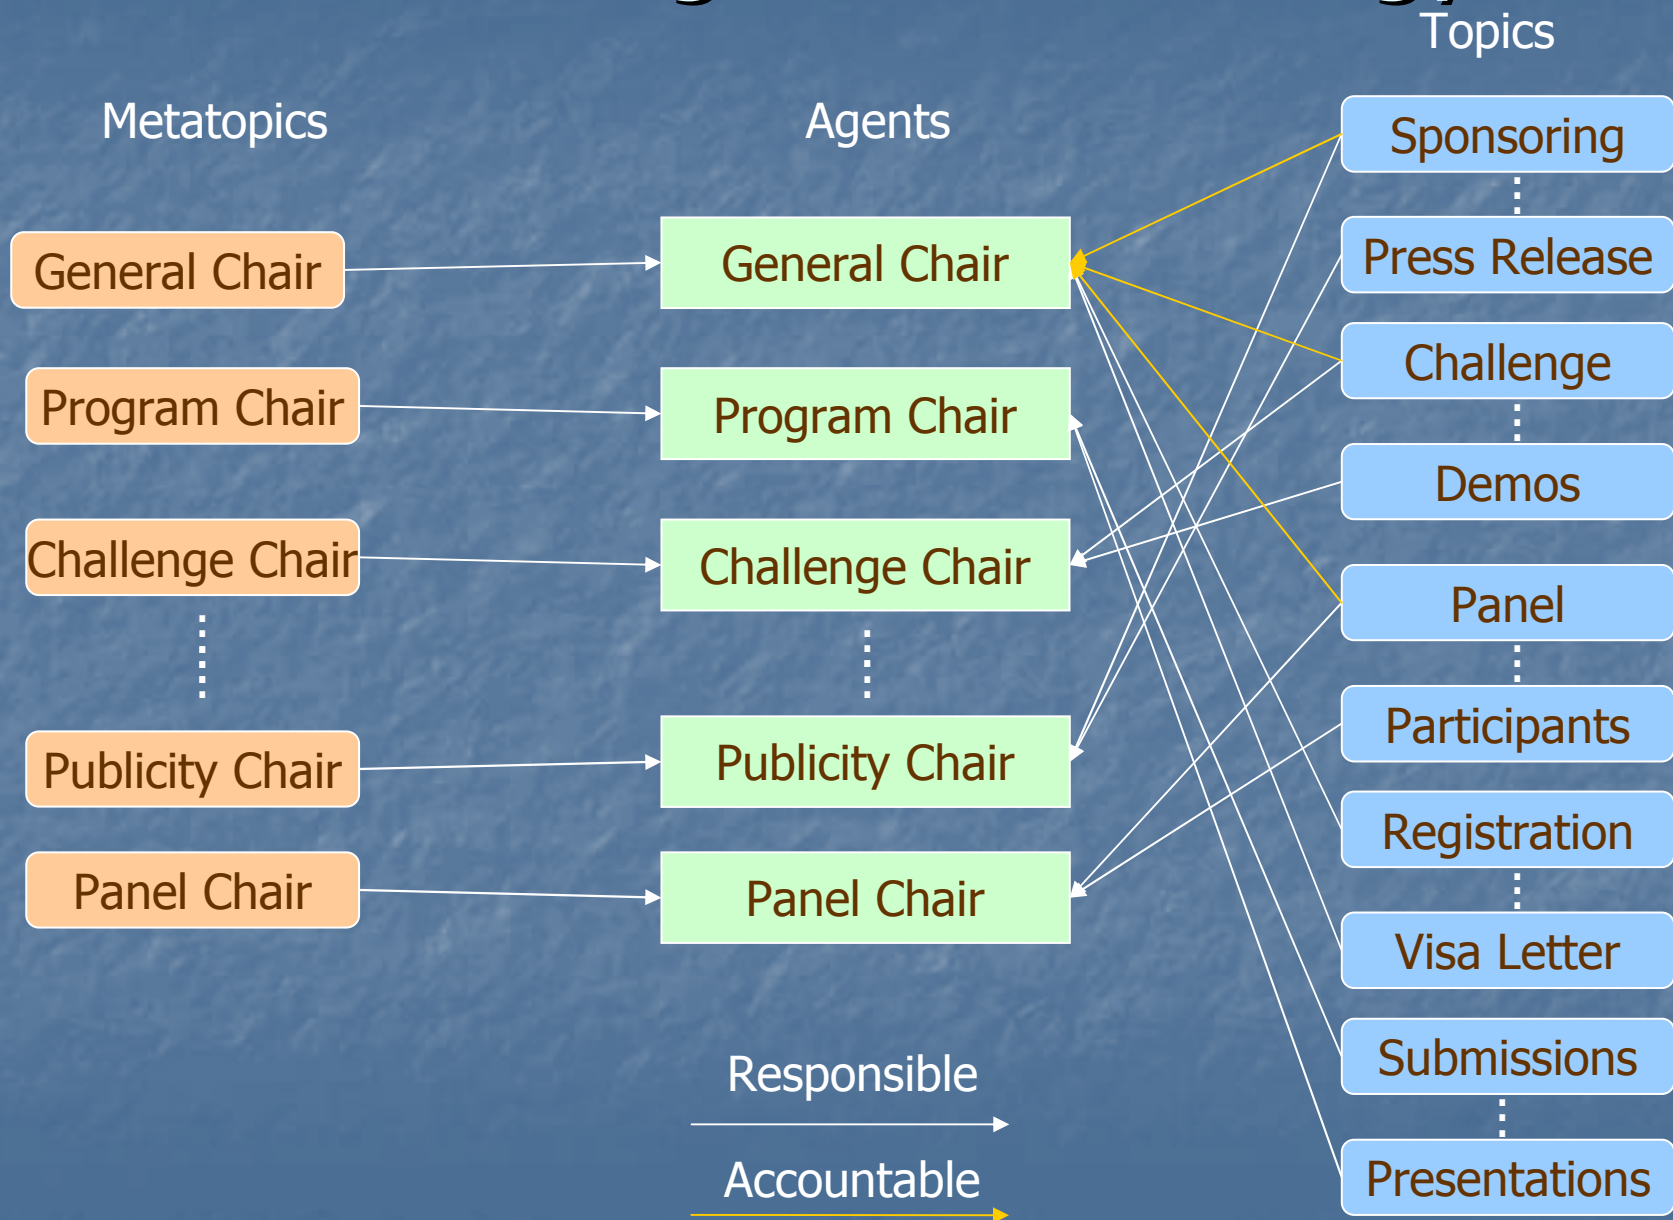 Topics
Metatopics
Agents
General Chair
Program Chair
Challenge Chair
Publicity Chair
Panel Chair
General Chair
Program Chair
Challenge Chair
Publicity Chair
Panel Chair
Sponsoring
Press Release
Challenge
Demos
Panel
Participants
Registration
Visa Letter
Submissions
Presentations
Responsible
Accountable